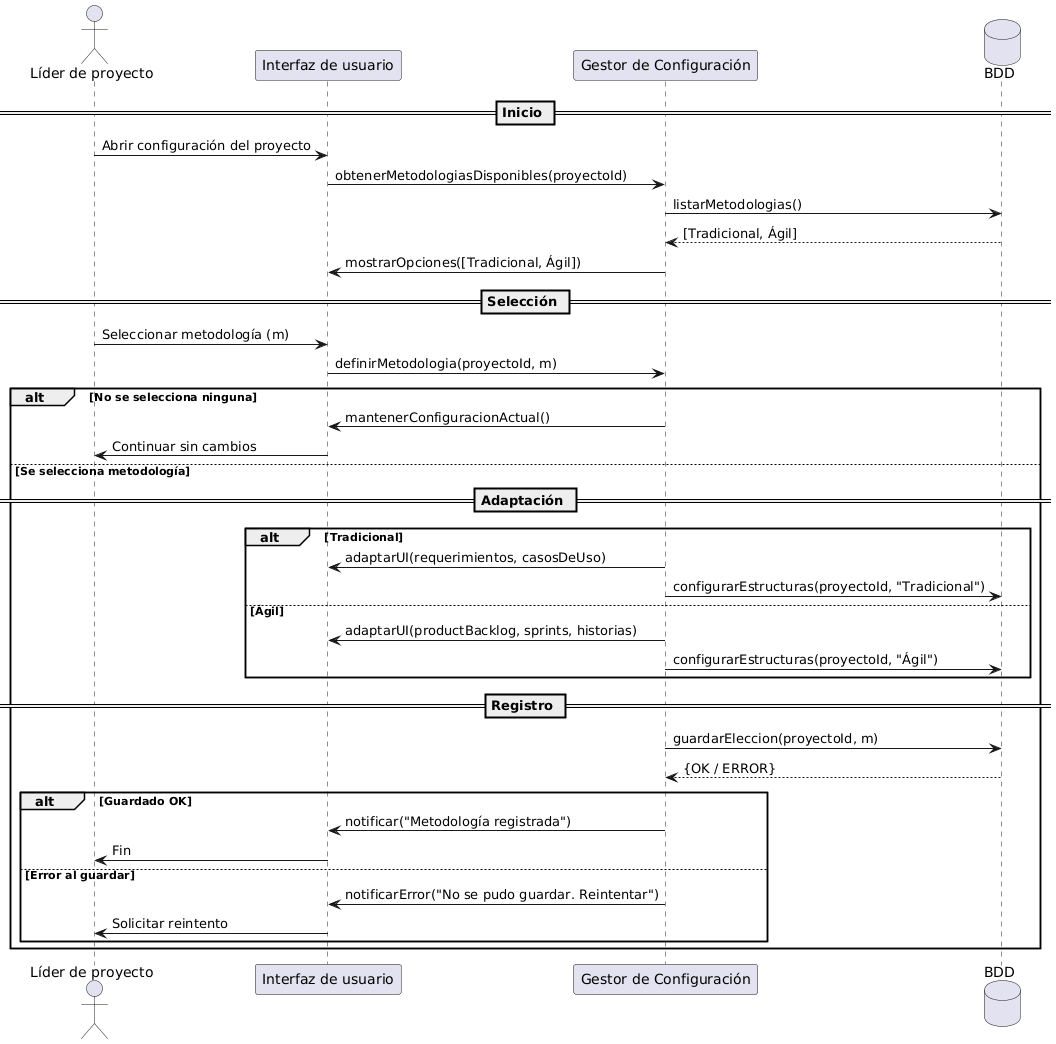 Líder de proyecto
Interfaz de usuario
Gestor de Configuración
BDD
Inicio
Abrir configuración del proyecto
obtenerMetodologiasDisponibles(proyectoId)
listarMetodologias()
[Tradicional, Ágil]
mostrarOpciones([Tradicional, Ágil])
Selección
Seleccionar metodología (m)
definirMetodologia(proyectoId, m)
alt [No se selecciona ninguna]
mantenerConfiguracionActual()
Continuar sin cambios
[Se selecciona metodología]
Adaptación
alt [Tradicional]
adaptarUI(requerimientos, casosDeUso)
configurarEstructuras(proyectoId, "Tradicional")
[Ágil]
adaptarUI(productBacklog, sprints, historias)
configurarEstructuras(proyectoId, "Ágil")
Registro
guardarEleccion(proyectoId, m)
{OK / ERROR}
alt [Guardado OK]
notificar("Metodología registrada")
Fin
[Error al guardar]
notificarError("No se pudo guardar. Reintentar")
Solicitar reintento
Líder de proyecto
Interfaz de usuario
Gestor de Configuración
BDD